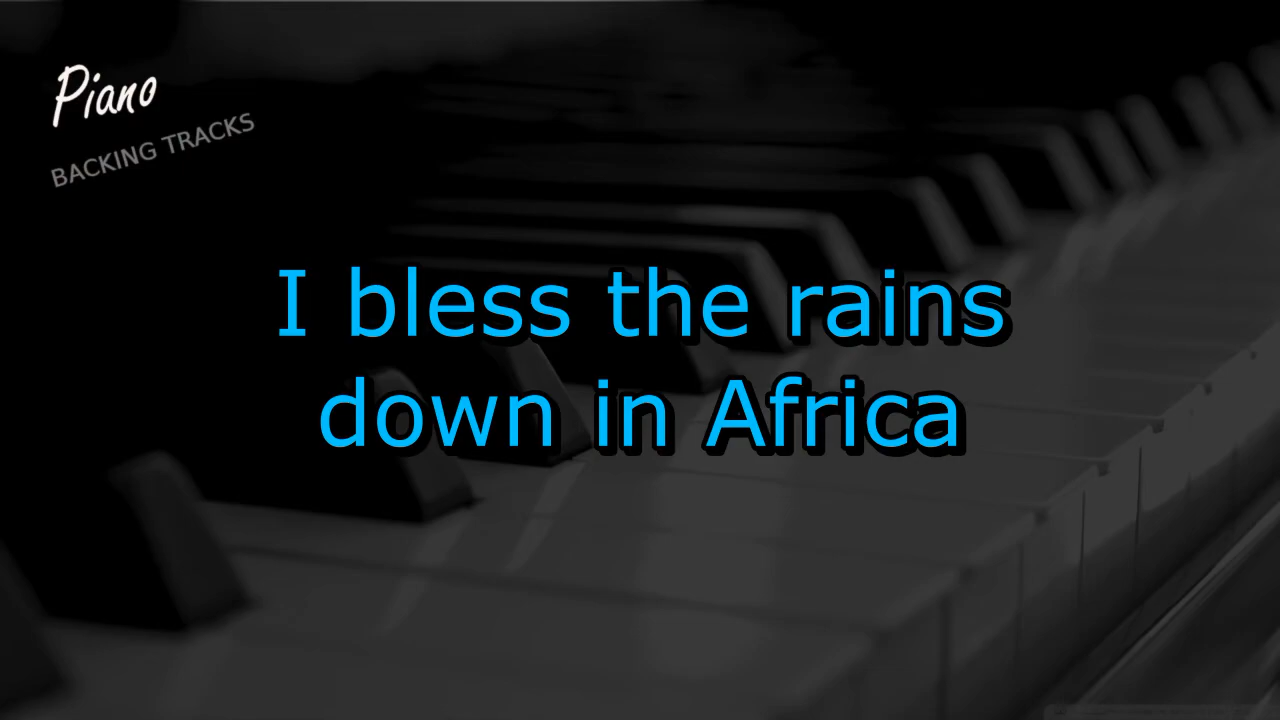 Piano
BACKING TRACKS
I bless the rains
down in Africa